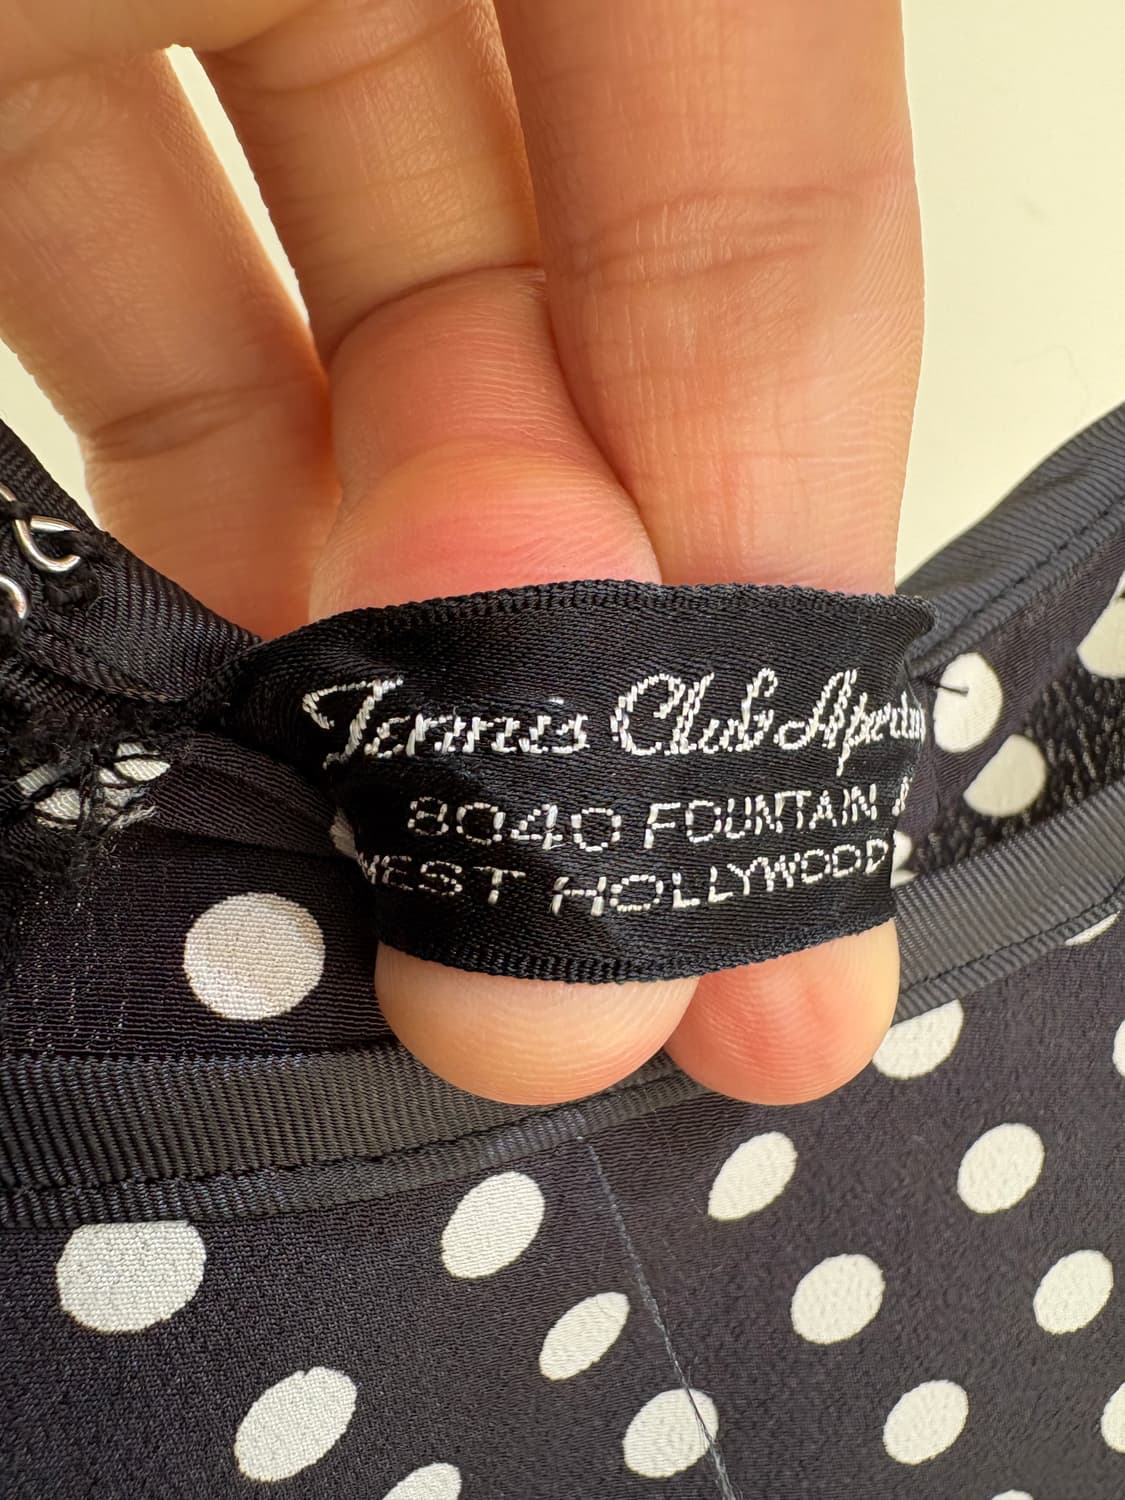 Tennis Club
8040 FOUNTAIN
WEST HOLLYWOOD